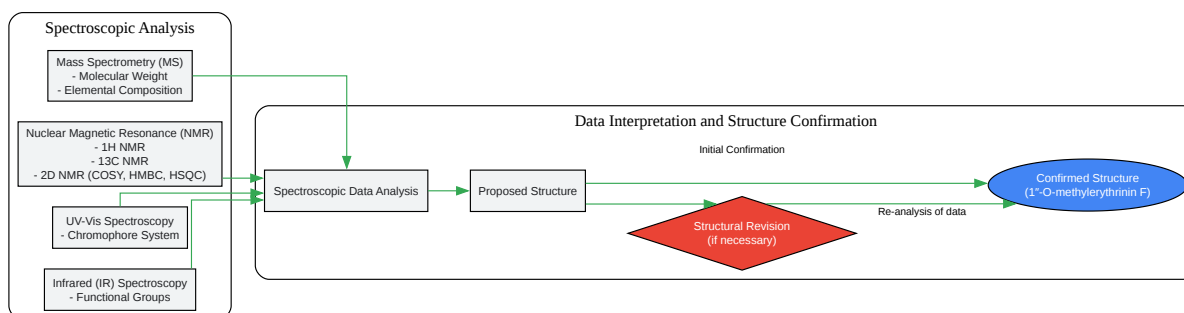 Spectroscopic Analysis
Mass Spectrometry (MS)
- Molecular Weight
- Elemental Composition
Nuclear Magnetic Resonance (NMR)
- 1H NMR
- 13C NMR
- 2D NMR (COSY, HMBC, HSQC)
UV-Vis Spectroscopy
- Chromophore System
Infrared (IR) Spectroscopy
- Functional Groups
Data Interpretation and Structure Confirmation
Initial Confirmation
Spectroscopic Data Analysis
Proposed Structure
Confirmed Structure
(1″-O-methylerythrinin F)
Re-analysis of data
Structural Revision
(if necessary)